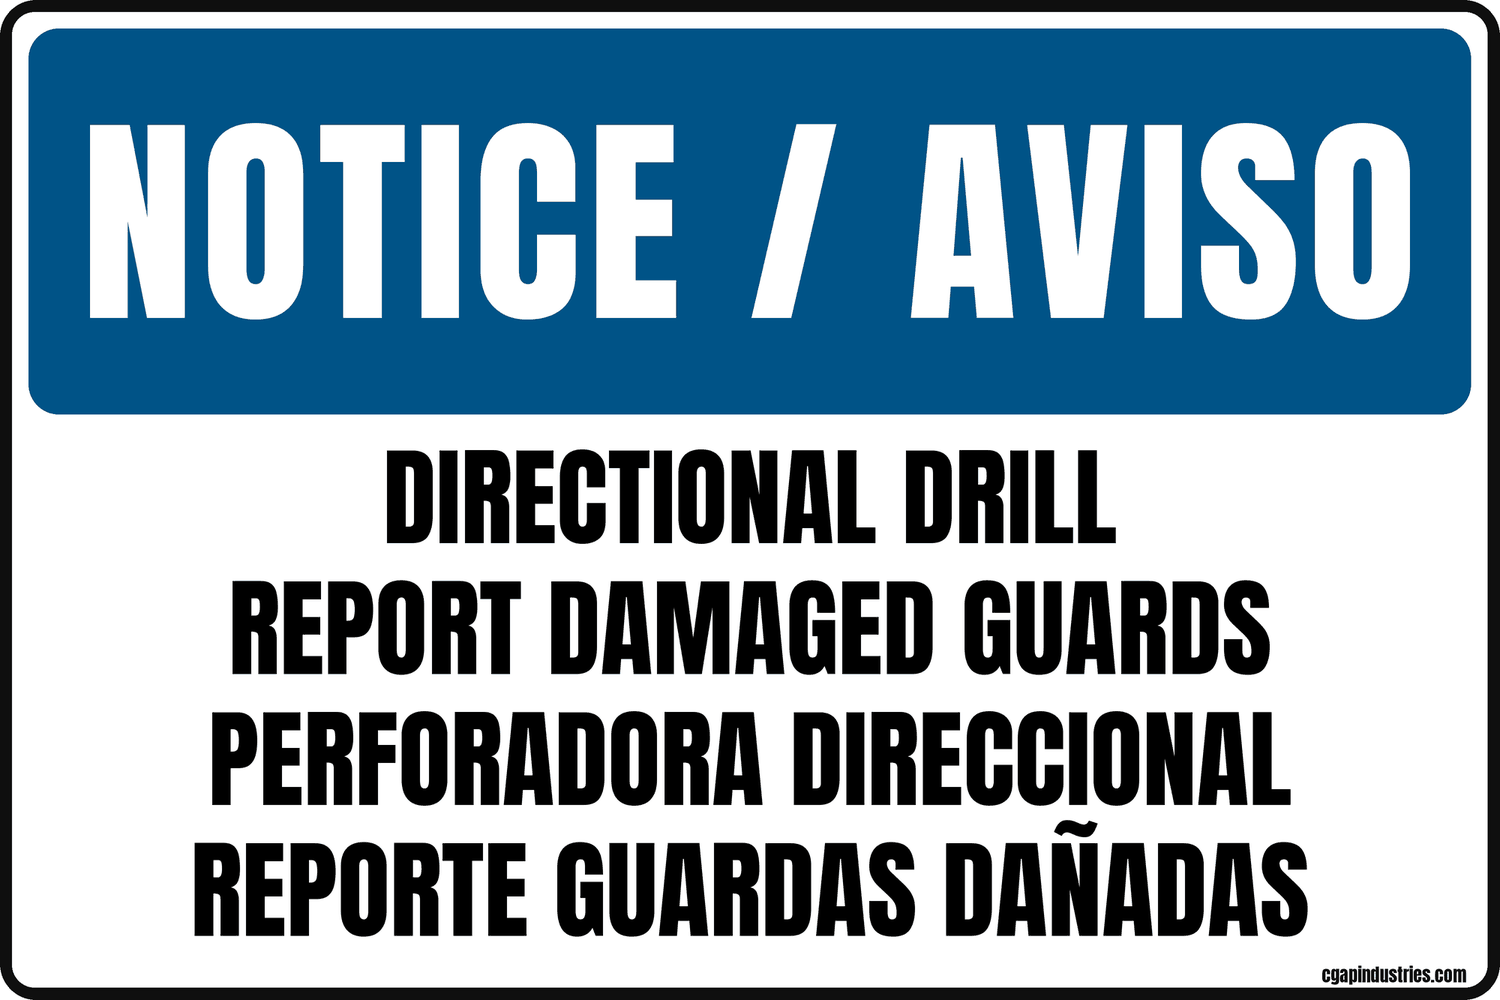 NOTICE / AVISO
DIRECTIONAL DRILL
REPORT DAMAGED GUARDS
PERFORADORA DIRECCIONAL
REPORTE GUARDAS DAÑADAS
cgapindustries.com